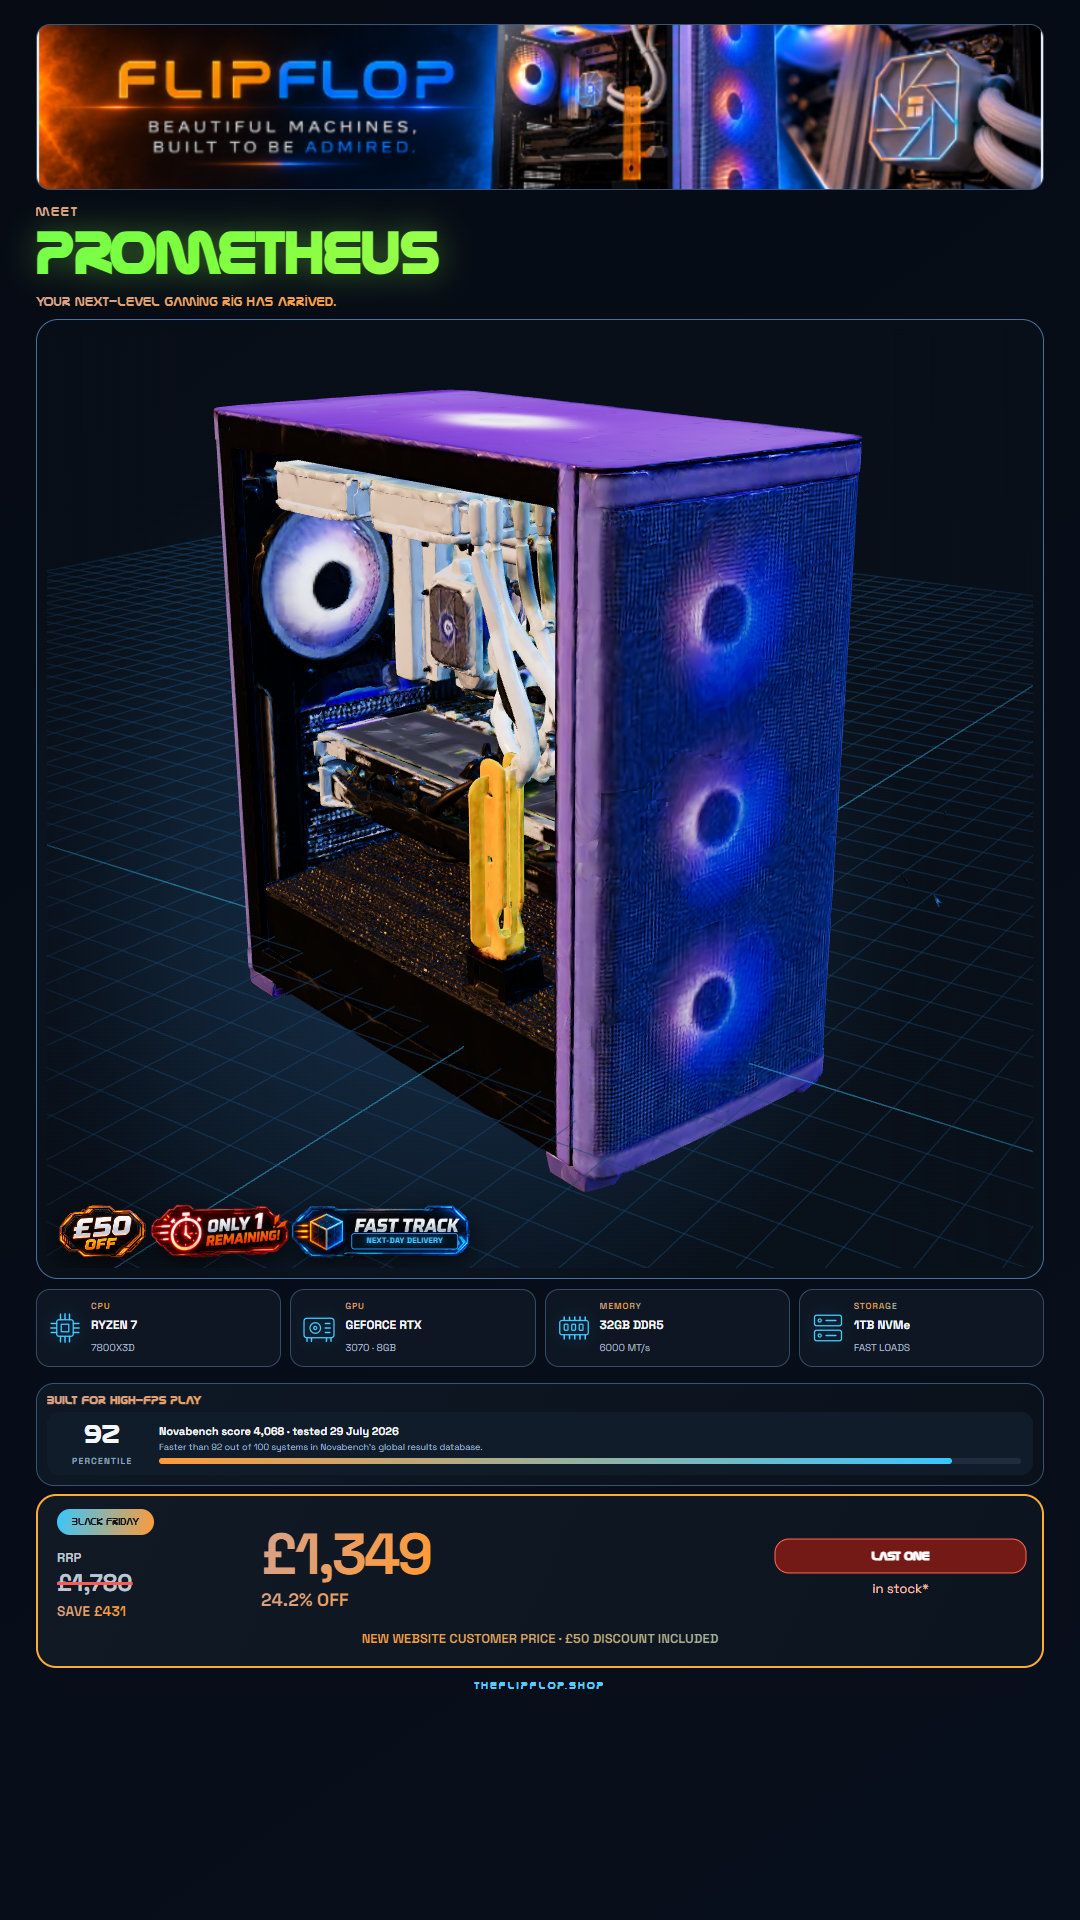 FLIPFLOP
BEAUTIFUL MACHINES,
BUILT TO BE ADMIRED.
MEET
PROMETHEUS
YOUR NEXT-LEVEL GAMING RIG HAS ARRIVED.
£50
OFF
ONLY 1
REMAINING!
FAST TRACK
NEXT-DAY DELIVERY
CPU
RYZEN 7
7800X3D
GPU
GEFORCE RTX
3070 · 8GB
MEMORY
32GB DDR5
6000 MT/s
STORAGE
1TB NVMe
FAST LOADS
BUILT FOR HIGH-FPS PLAY
92
PERCENTILE
Novabench score 4,068 · tested 29 July 2026
Faster than 92 out of 100 systems in Novabench's global results database.
BLACK FRIDAY
RRP
£1,780
SAVE £431
£1,349
24.2% OFF
LAST ONE
in stock*
NEW WEBSITE CUSTOMER PRICE · £50 DISCOUNT INCLUDED
THEFLIPFLOP.SHOP